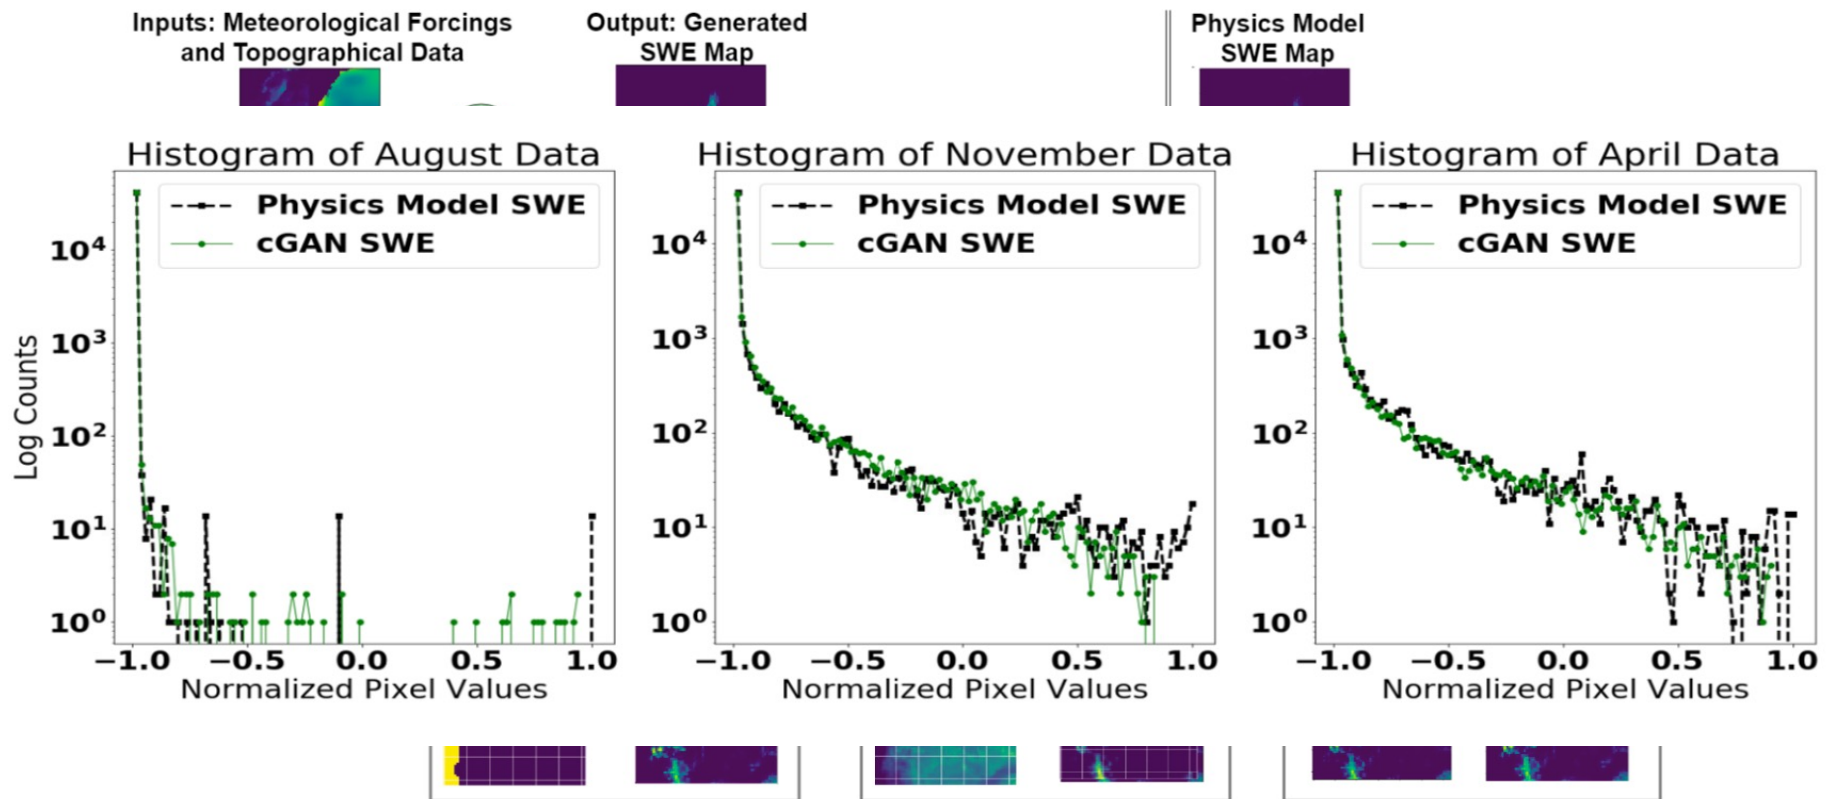 Inputs: Meteorological Forcings
and Topographical Data
Output: Generated
SWE Map
Physics Model
SWE Map
Histogram of August Data
Physics Model SWE
cGAN SWE
10⁴
10³
10²
10¹
10⁰
Log Counts
−1.0 −0.5 0.0 0.5 1.0
Normalized Pixel Values
Histogram of November Data
Physics Model SWE
cGAN SWE
10⁴
10³
10²
10¹
10⁰
−1.0 −0.5 0.0 0.5 1.0
Normalized Pixel Values
Histogram of April Data
Physics Model SWE
cGAN SWE
10⁴
10³
10²
10¹
10⁰
−1.0 −0.5 0.0 0.5 1.0
Normalized Pixel Values